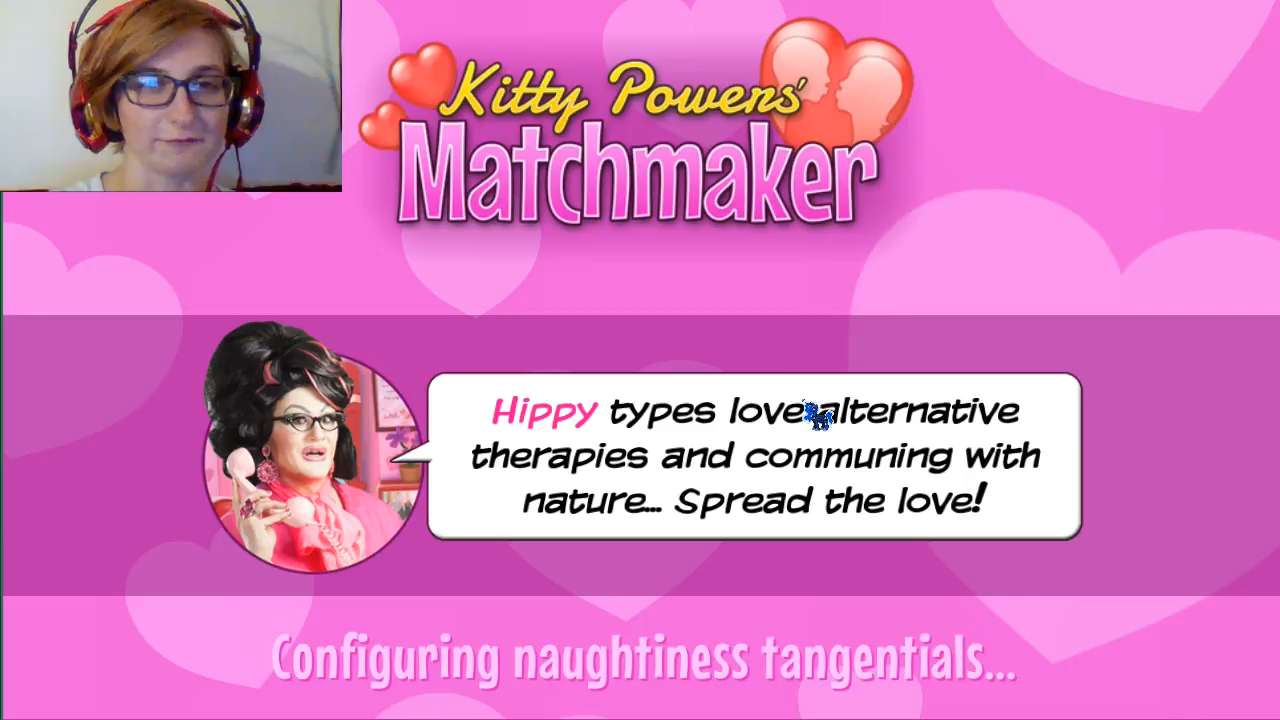 Kitty Powers'
Matchmaker
Hippy types love alternative
therapies and communing with
nature... Spread the love!
Configuring naughtiness tangentials...